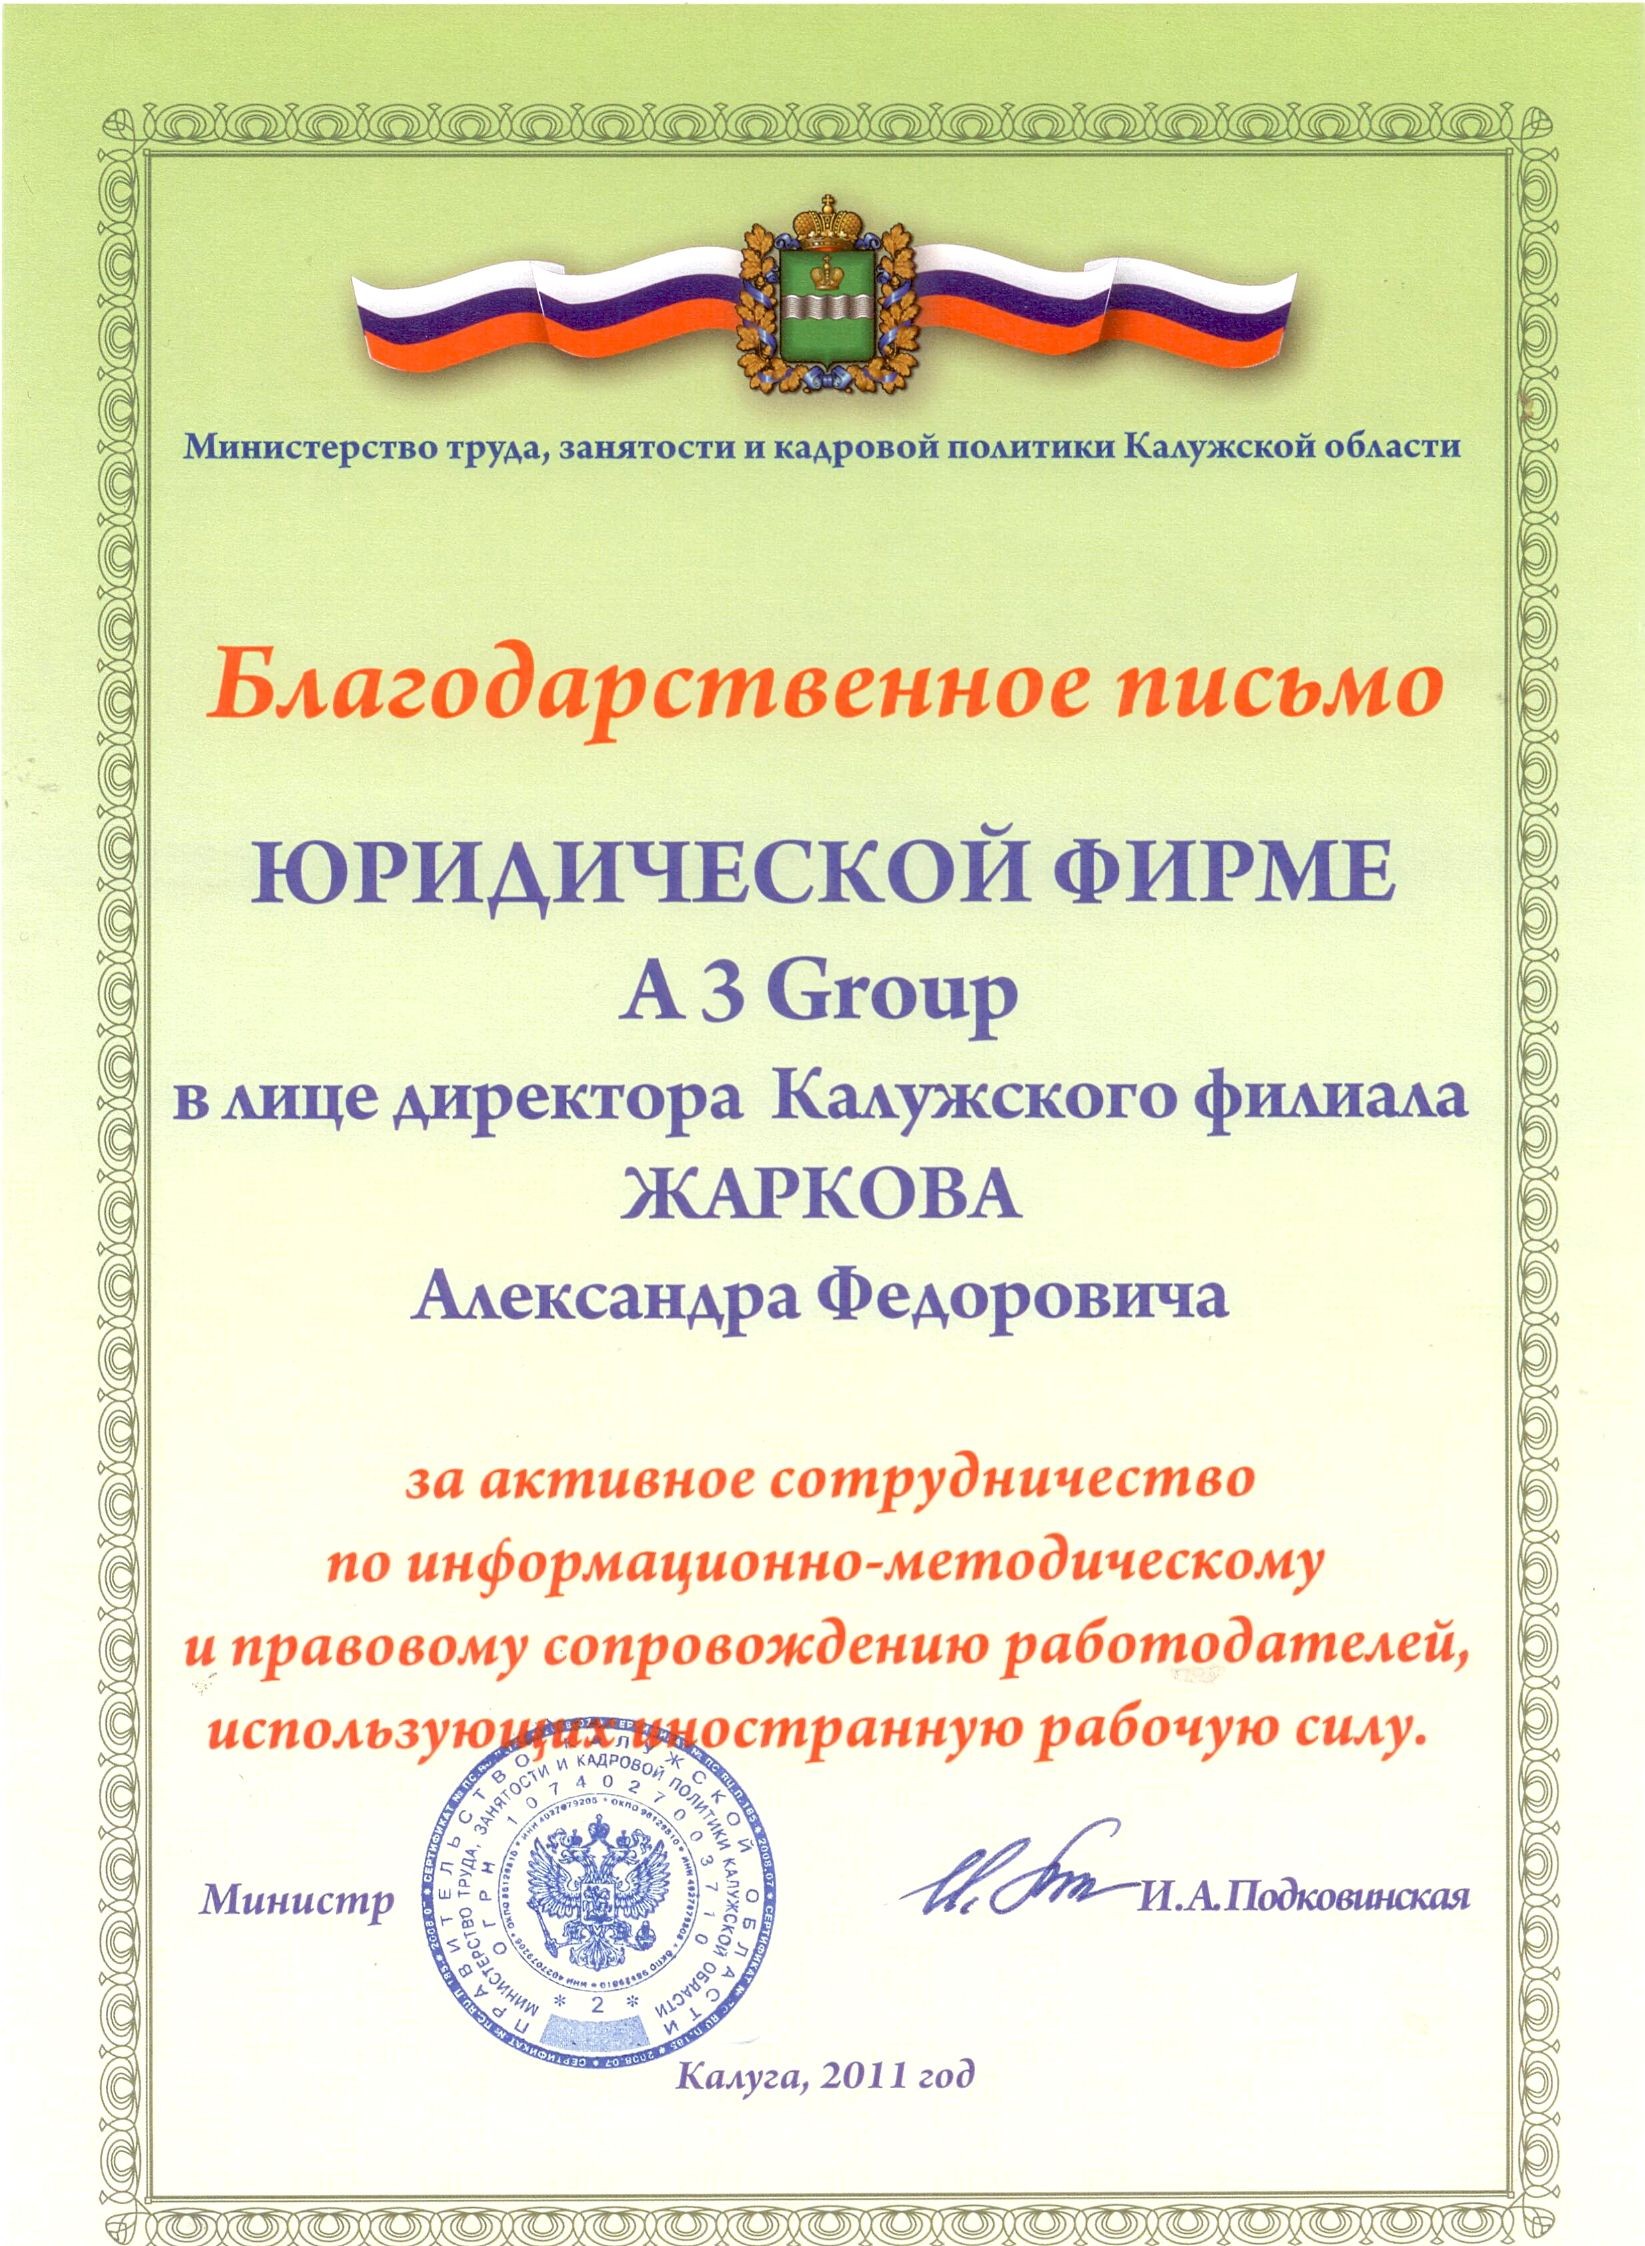 Министерство труда, занятости и кадровой политики Калужской области
Благодарственное письмо
ЮРИДИЧЕСКОЙ ФИРМЕ
А 3 Group
в лице директора Калужского филиала
ЖАРКОВА
Александра Федоровича
за активное сотрудничество
по информационно-методическому
и правовому сопровождению работодателей,
использующих иностранную рабочую силу.
ПРАВИТЕЛЬСТВО КАЛУЖСКОЙ ОБЛАСТИ
МИНИСТЕРСТВО ТРУДА, ЗАНЯТОСТИ И КАДРОВОЙ ПОЛИТИКИ КАЛУЖСКОЙ ОБЛАСТИ
ОГРН 1074027003710
* 2 *
Министр
И. А. Подковинская
Калуга, 2011 год